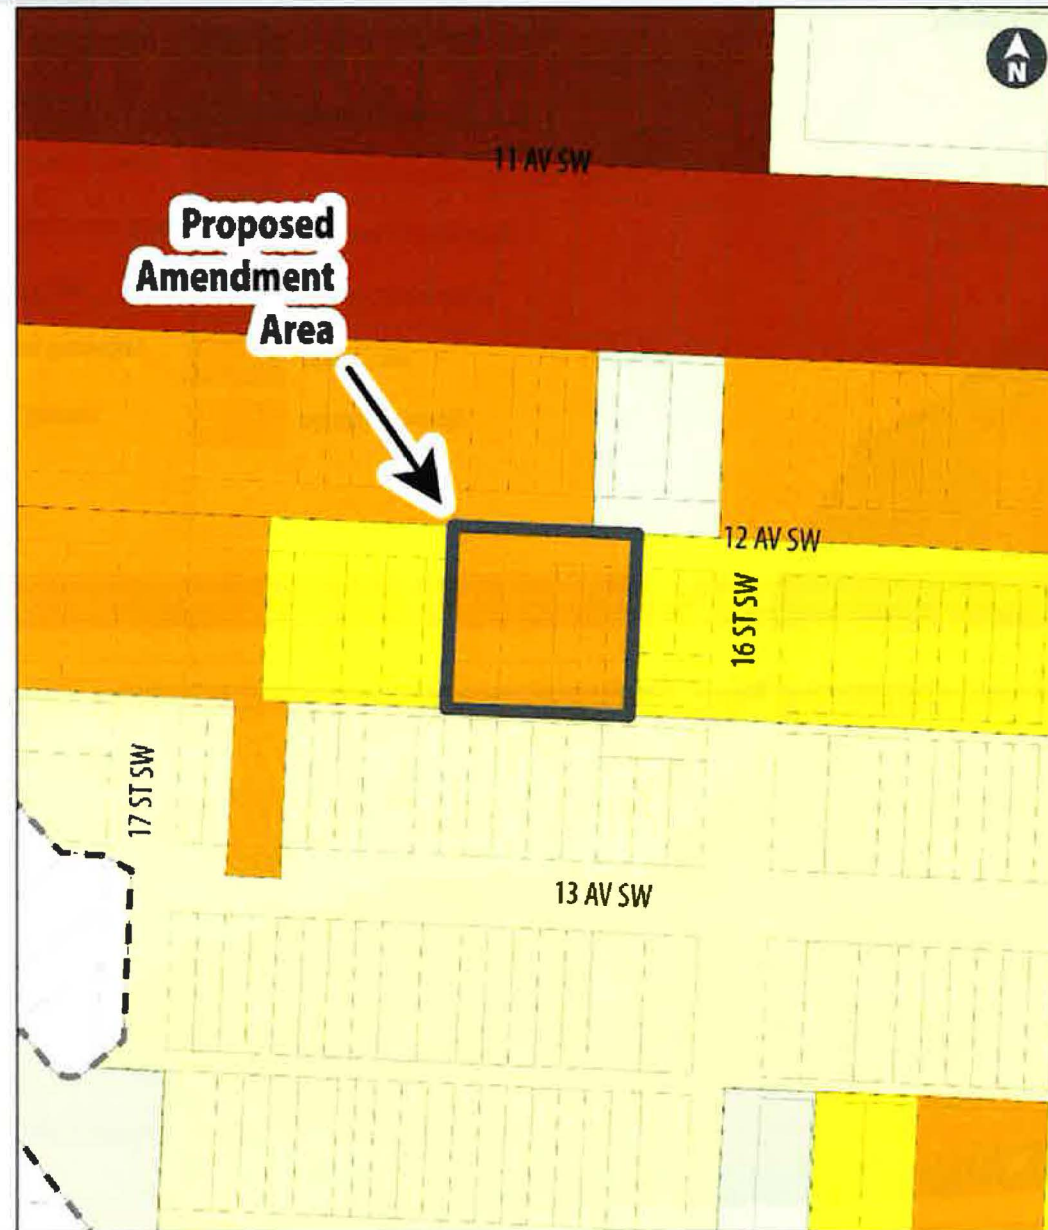 N
11 AV SW
Proposed
Amendment
Area
12 AV SW
16 ST SW
17 ST SW
13 AV SW